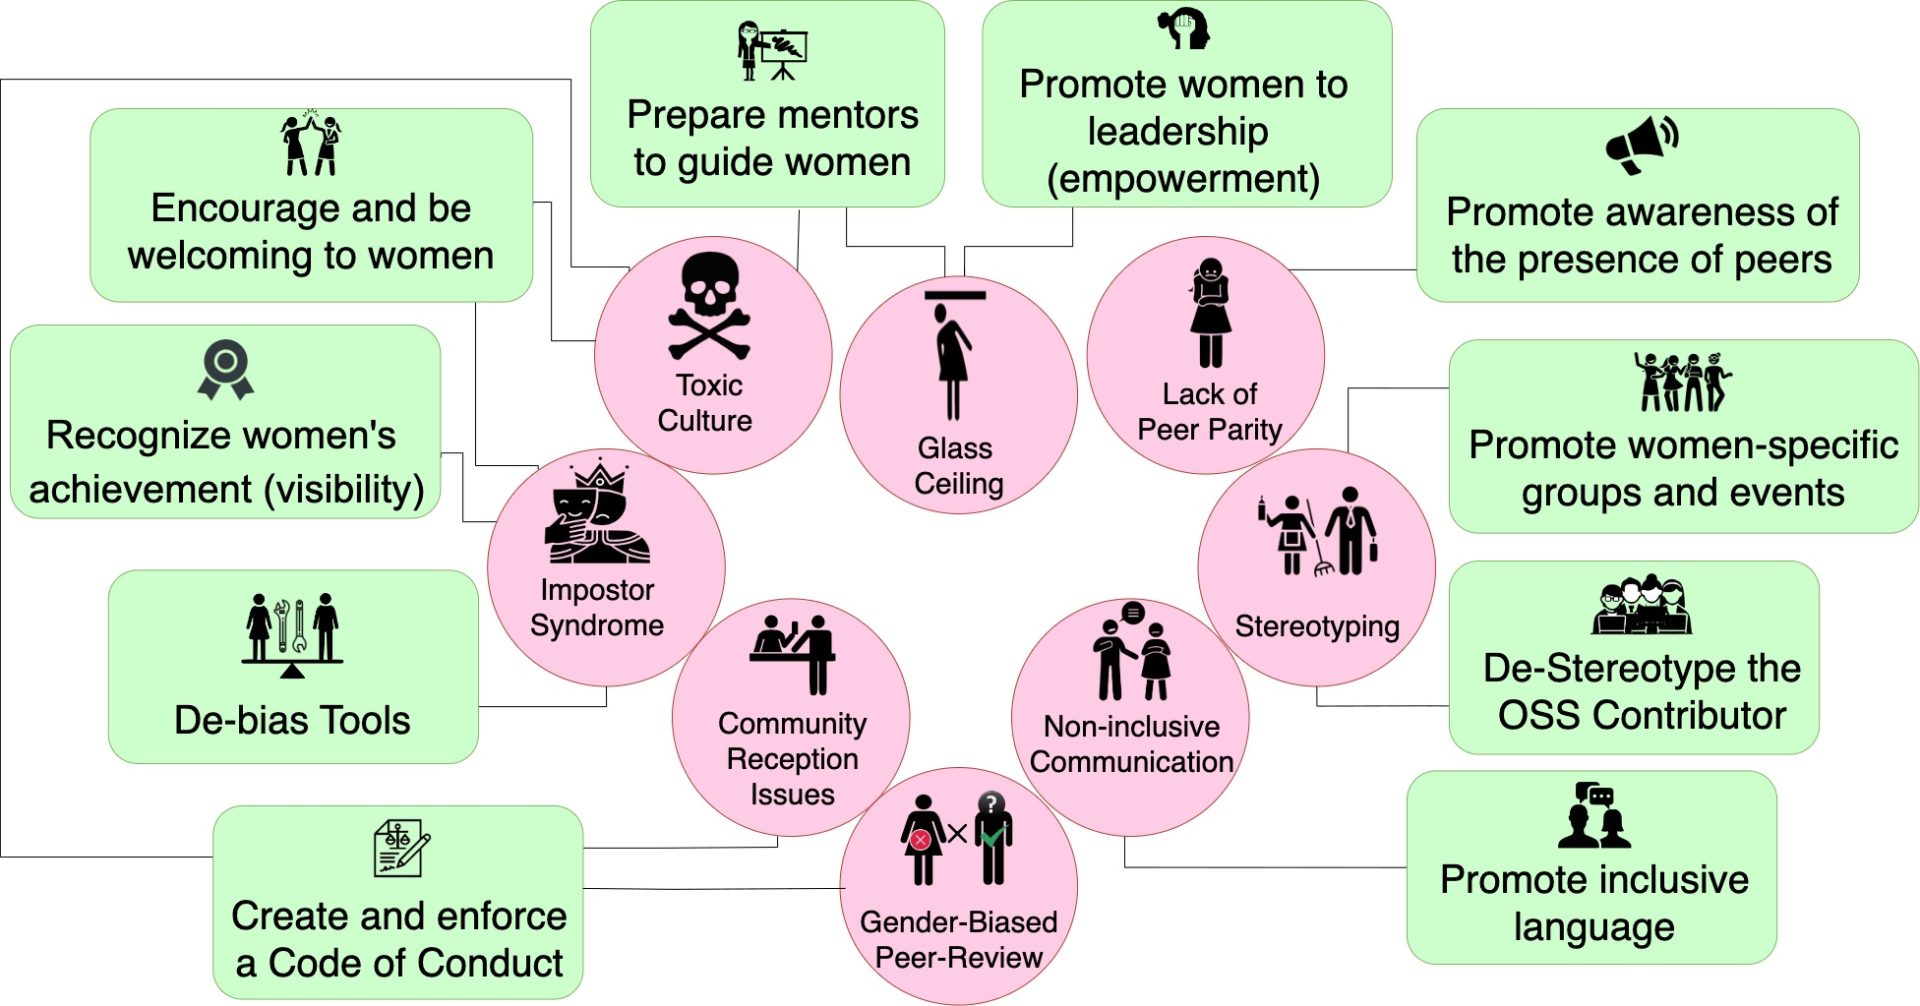 Prepare mentors
to guide women
Promote women to
leadership
(empowerment)
Encourage and be
welcoming to women
Promote awareness of
the presence of peers
Recognize women's
achievement (visibility)
Toxic
Culture
Glass
Ceiling
Lack of
Peer Parity
Promote women-specific
groups and events
De-bias Tools
Impostor
Syndrome
Stereotyping
De-Stereotype the
OSS Contributor
Community
Reception
Issues
Non-inclusive
Communication
Create and enforce
a Code of Conduct
?
Gender-Biased
Peer-Review
Promote inclusive
language